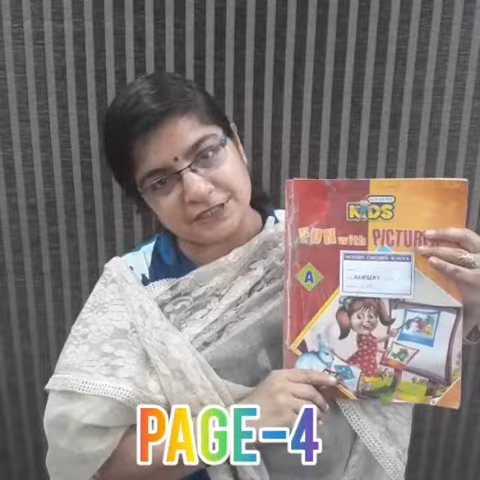 KIDS
FUN with PICTURES
MODERN CHILDREN SCHOOL
A
NURSERY
PAGE-4